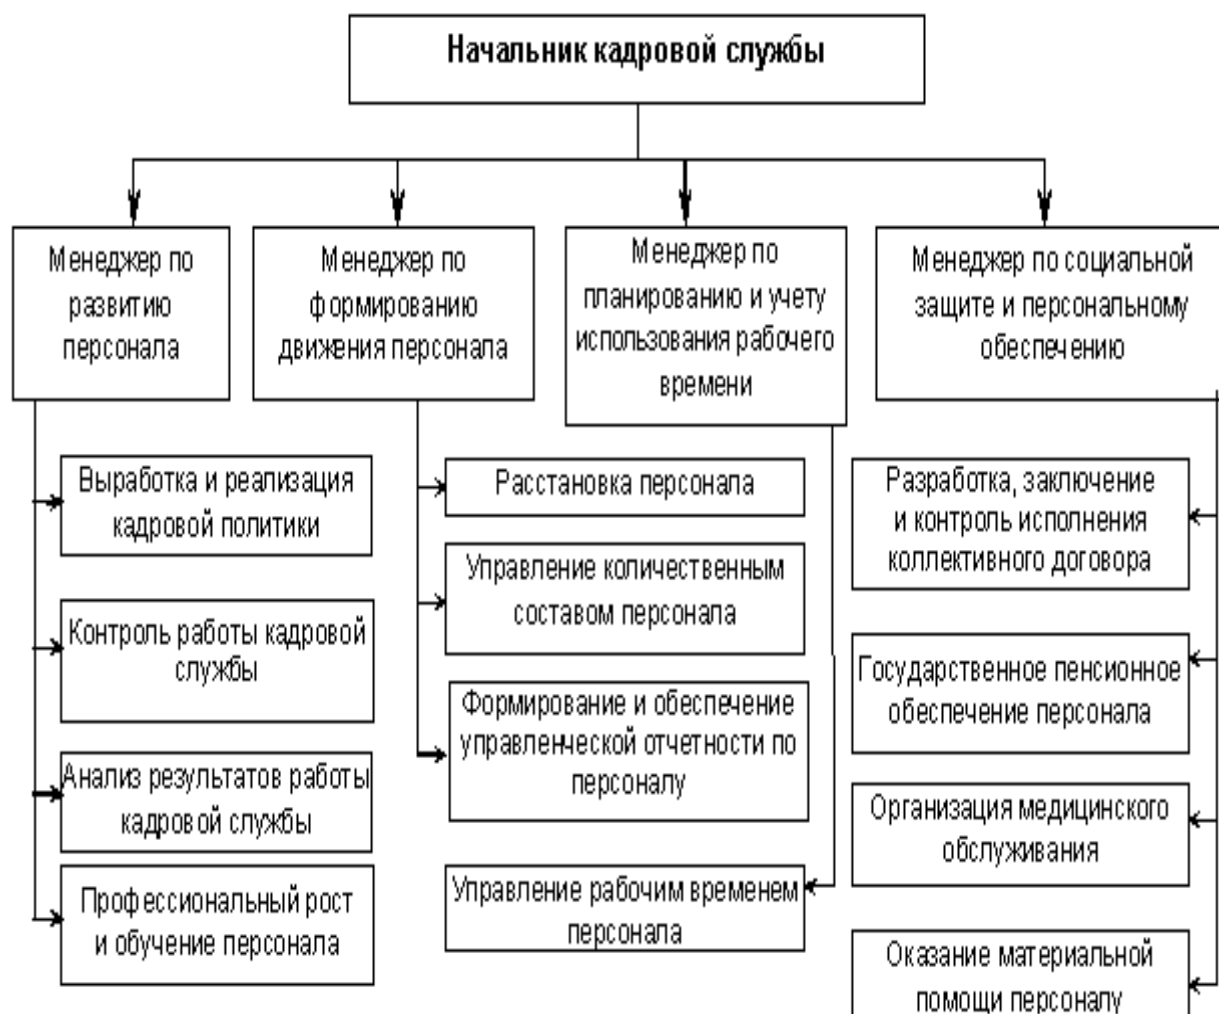 Начальник кадровой службы
Менеджер по
развитию
персонала
Менеджер по
формированию
движения персонала
Менеджер по
планированию и учету
использования рабочего
времени
Менеджер по социальной
защите и персональному
обеспечению
Выработка и реализация
кадровой политики
Контроль работы кадровой
службы
Анализ результатов работы
кадровой службы
Профессиональный рост
и обучение персонала
Расстановка персонала
Управление количественным
составом персонала
Формирование и обеспечение
управленческой отчетности по
персоналу
Управление рабочим временем
персонала
Разработка, заключение
и контроль исполнения
коллективного договора
Государственное пенсионное
обеспечение персонала
Организация медицинского
обслуживания
Оказание материальной
помощи персоналу